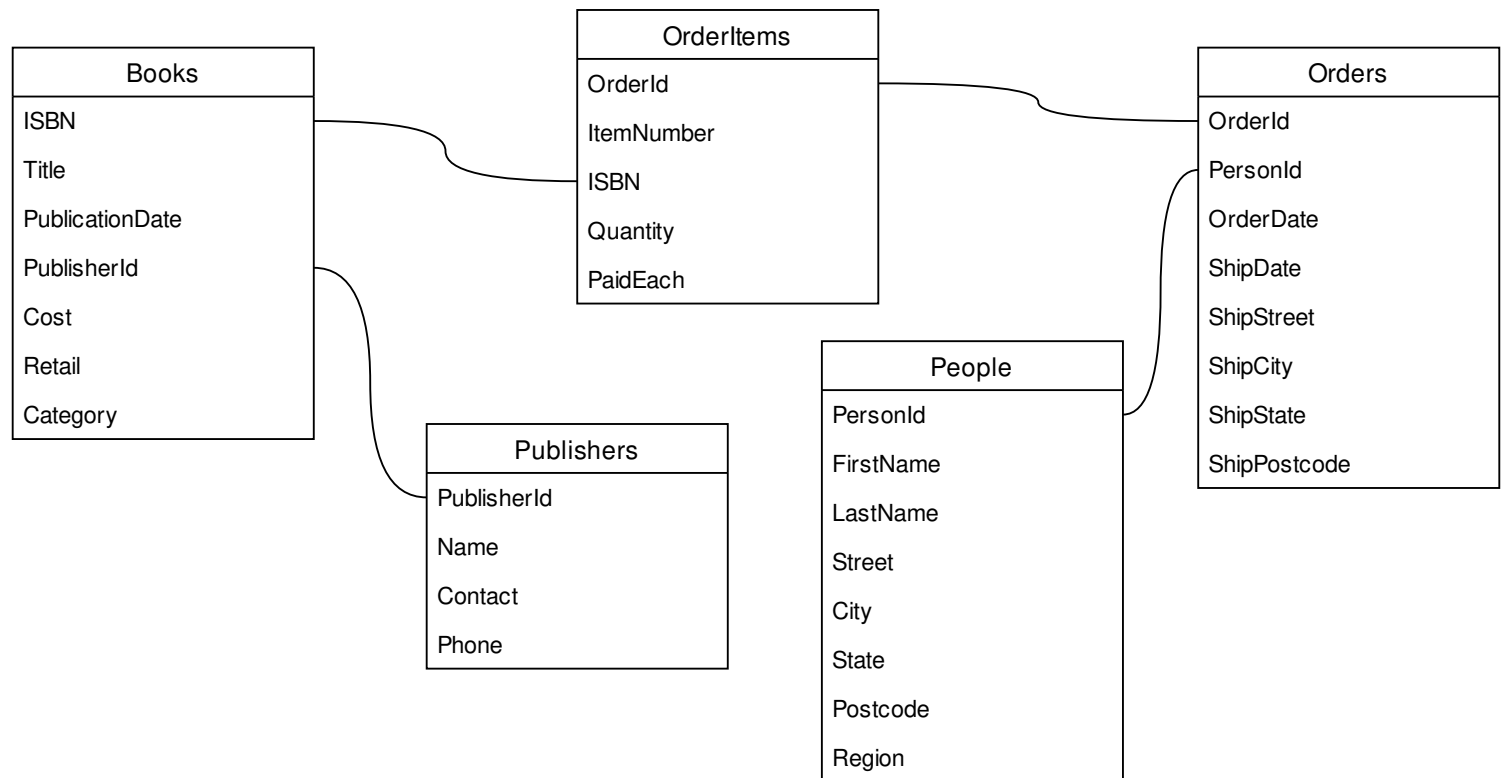 Books
ISBN
Title
PublicationDate
PublisherId
Cost
Retail
Category
OrderItems
OrderId
ItemNumber
ISBN
Quantity
PaidEach
Orders
OrderId
PersonId
OrderDate
ShipDate
ShipStreet
ShipCity
ShipState
ShipPostcode
Publishers
PublisherId
Name
Contact
Phone
People
PersonId
FirstName
LastName
Street
City
State
Postcode
Region